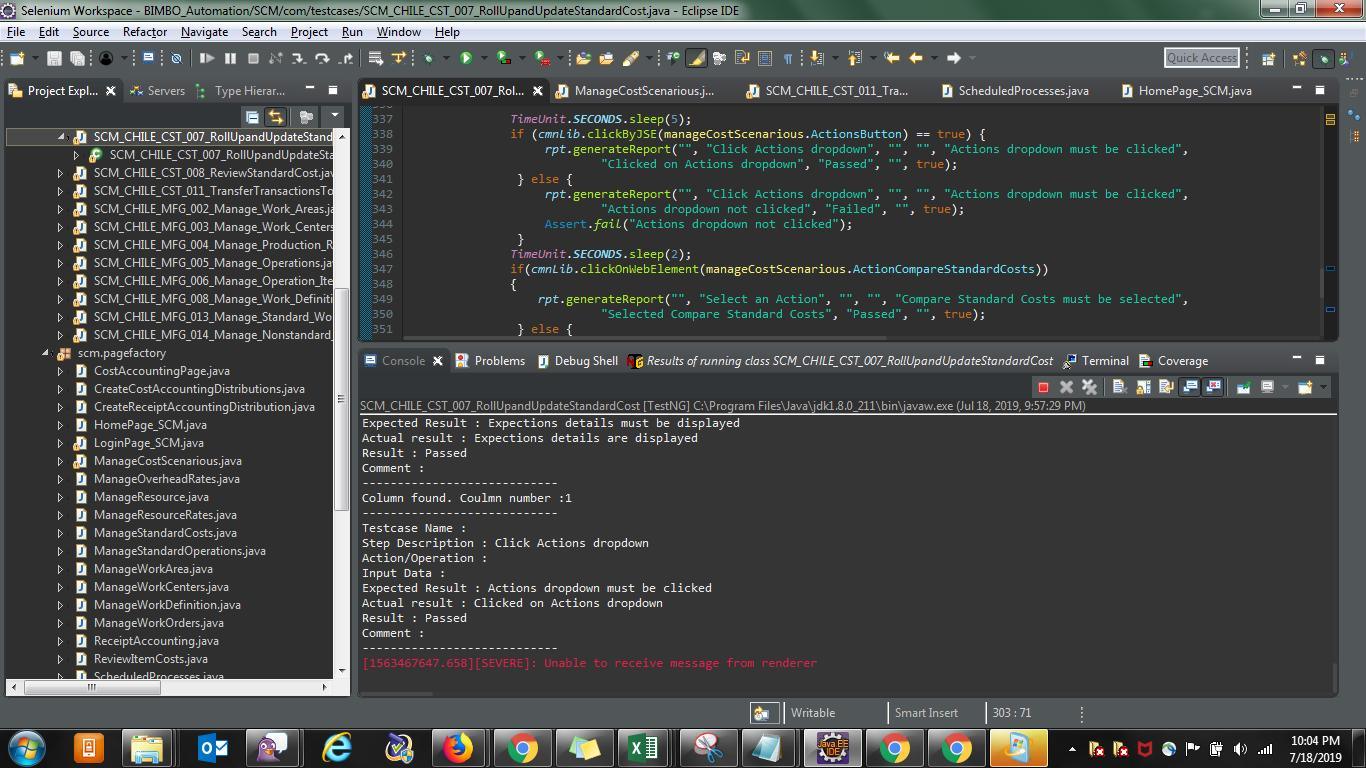 Selenium Workspace - BIMBO_Automation/SCM/com/testcases/SCM_CHILE_CST_007_RollUpandUpdateStandardCost.java - Eclipse IDE
File Edit Source Refactor Navigate Search Project Run Window Help
Quick Access
Project Expl... Servers Type Hierar...
SCM_CHILE_CST_007_RollUpandUpdateStand
SCM_CHILE_CST_007_RollUpandUpdateSta
SCM_CHILE_CST_008_ReviewStandardCost.jav
SCM_CHILE_CST_011_TransferTransactionsTo
SCM_CHILE_MFG_002_Manage_Work_Areas.ja
SCM_CHILE_MFG_003_Manage_Work_Centers
SCM_CHILE_MFG_004_Manage_Production_R
SCM_CHILE_MFG_005_Manage_Operations.ja
SCM_CHILE_MFG_006_Manage_Operation_Ite
SCM_CHILE_MFG_008_Manage_Work_Definiti
SCM_CHILE_MFG_013_Manage_Standard_Wo
SCM_CHILE_MFG_014_Manage_Nonstandard_
scm.pagefactory
CostAccountingPage.java
CreateCostAccountingDistributions.java
CreateReceiptAccountingDistribution.java
HomePage_SCM.java
LoginPage_SCM.java
ManageCostScenarious.java
ManageOverheadRates.java
ManageResource.java
ManageResourceRates.java
ManageStandardCosts.java
ManageStandardOperations.java
ManageWorkArea.java
ManageWorkCenters.java
ManageWorkDefinition.java
ManageWorkOrders.java
ReceiptAccounting.java
ReviewItemCosts.java
ScheduledProcesses.java
SCM_CHILE_CST_007_Rol... ManageCostScenarious.j... SCM_CHILE_CST_011_Tra... ScheduledProcesses.java HomePage_SCM.java
336
337 TimeUnit.SECONDS.sleep(5);
338 if (cmnLib.clickByJSE(manageCostScenarious.ActionsButton) == true) {
339 rpt.generateReport("", "Click Actions dropdown", "", "", "Actions dropdown must be clicked",
340 "Clicked on Actions dropdown", "Passed", "", true);
341 } else {
342 rpt.generateReport("", "Click Actions dropdown", "", "", "Actions dropdown must be clicked",
343 "Actions dropdown not clicked", "Failed", "", true);
344 Assert.fail("Actions dropdown not clicked");
345 }
346 TimeUnit.SECONDS.sleep(2);
347 if(cmnLib.clickOnWebElement(manageCostScenarious.ActionCompareStandardCosts))
348 {
349 rpt.generateReport("", "Select an Action", "", "", "Compare Standard Costs must be selected",
350 "Selected Compare Standard Costs", "Passed", "", true);
351 } else {
Console Problems Debug Shell Results of running class SCM_CHILE_CST_007_RollUpandUpdateStandardCost Terminal Coverage
SCM_CHILE_CST_007_RollUpandUpdateStandardCost [TestNG] C:\Program Files\Java\jdk1.8.0_211\bin\javaw.exe (Jul 18, 2019, 9:57:29 PM)
Expected Result : Expections details must be displayed
Actual result : Expections details are displayed
Result : Passed
Comment :
----------------------------
Column found. Coulmn number :1
----------------------------
Testcase Name :
Step Description : Click Actions dropdown
Action/Operation :
Input Data :
Expected Result : Actions dropdown must be clicked
Actual result : Clicked on Actions dropdown
Result : Passed
Comment :
----------------------------
[1563467647.658][SEVERE]: Unable to receive message from renderer
Writable Smart Insert 303 : 71
Java EE
IDE
10:04 PM
7/18/2019